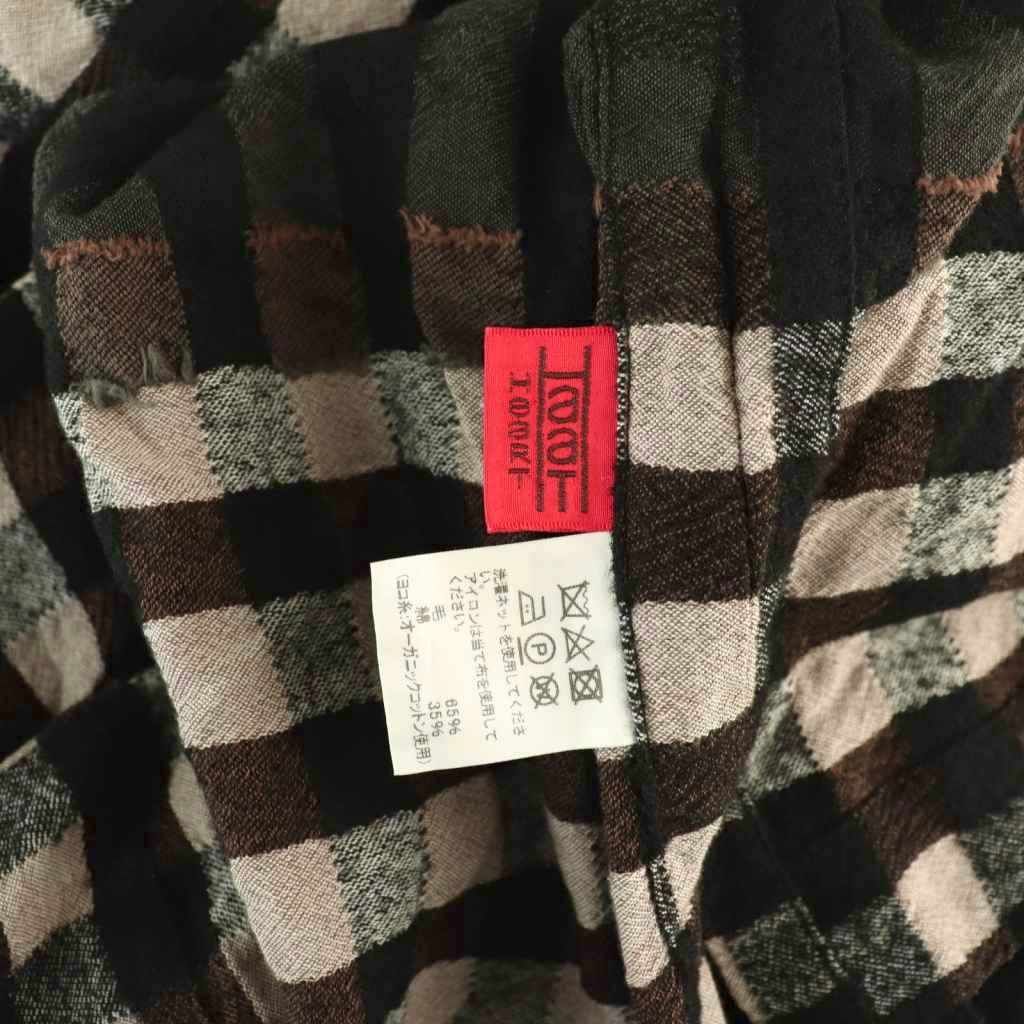 P
洗濯ネットを使用してくださ
い。
アイロンは当て布を使用して
ください。
毛 65%
綿 35%
(ヨコ糸:オーガニックコットン使用)